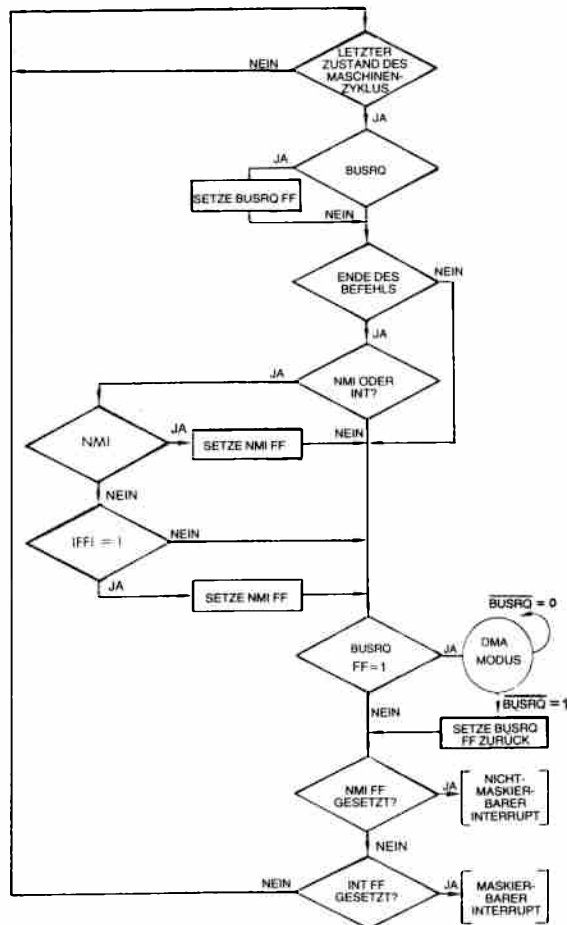 LETZTER
ZUSTAND DES
MASCHINEN-
ZYKLUS
NEIN
JA
BUSRQ
JA
SETZE BUSRQ FF
NEIN
ENDE DES
BEFEHLS
NEIN
JA
NMI ODER
INT?
JA
NEIN
NMI
JA
SETZE NMI FF
NEIN
IFFI = 1
NEIN
JA
SETZE NMI FF
BUSRQ
FF=1
JA
DMA
MODUS
BUSRQ = 0
BUSRQ = 1
NEIN
SETZE BUSRQ
FF ZURÜCK
NMI FF
GESETZT?
JA
NICHT-
MASKIER-
BARER
INTERRUPT
NEIN
INT FF
GESETZT?
NEIN
JA
MASKIER-
BARER
INTERRUPT